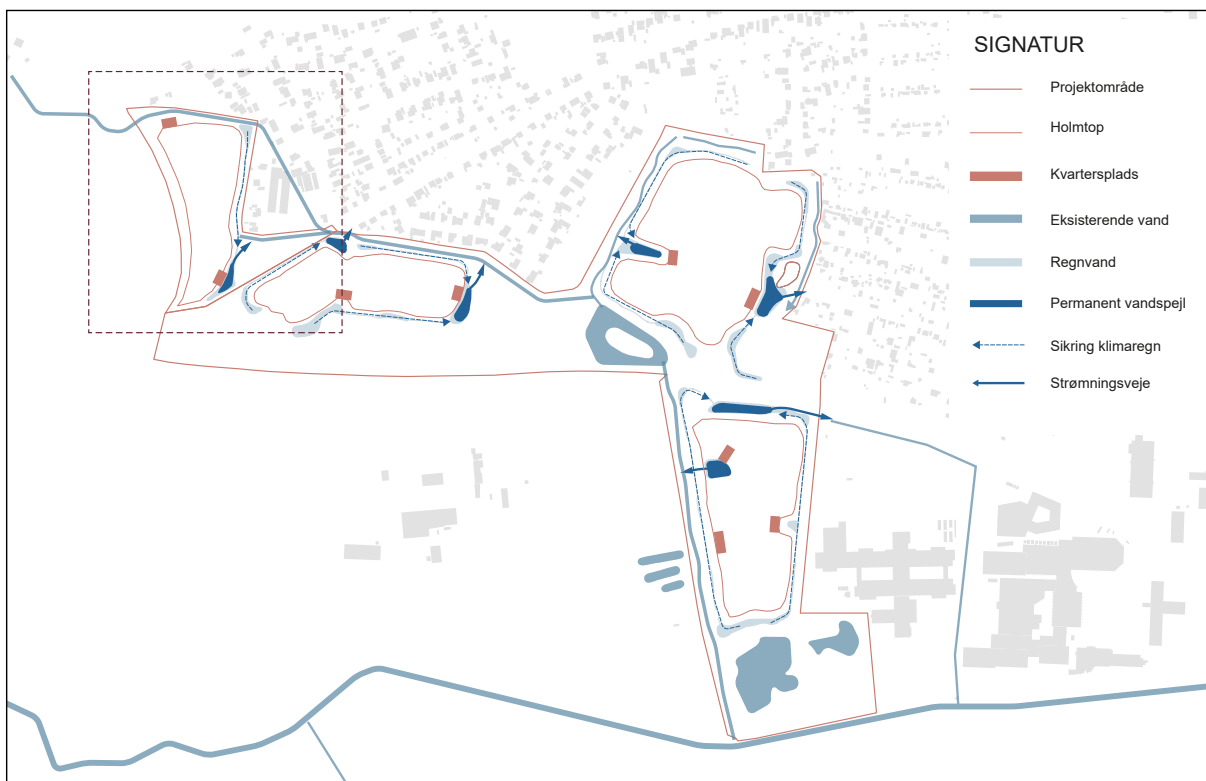 SIGNATUR
Projektområde
Holmtop
Kvartersplads
Eksisterende vand
Regnvand
Permanent vandspejl
Sikring klimaregn
Strømningsveje